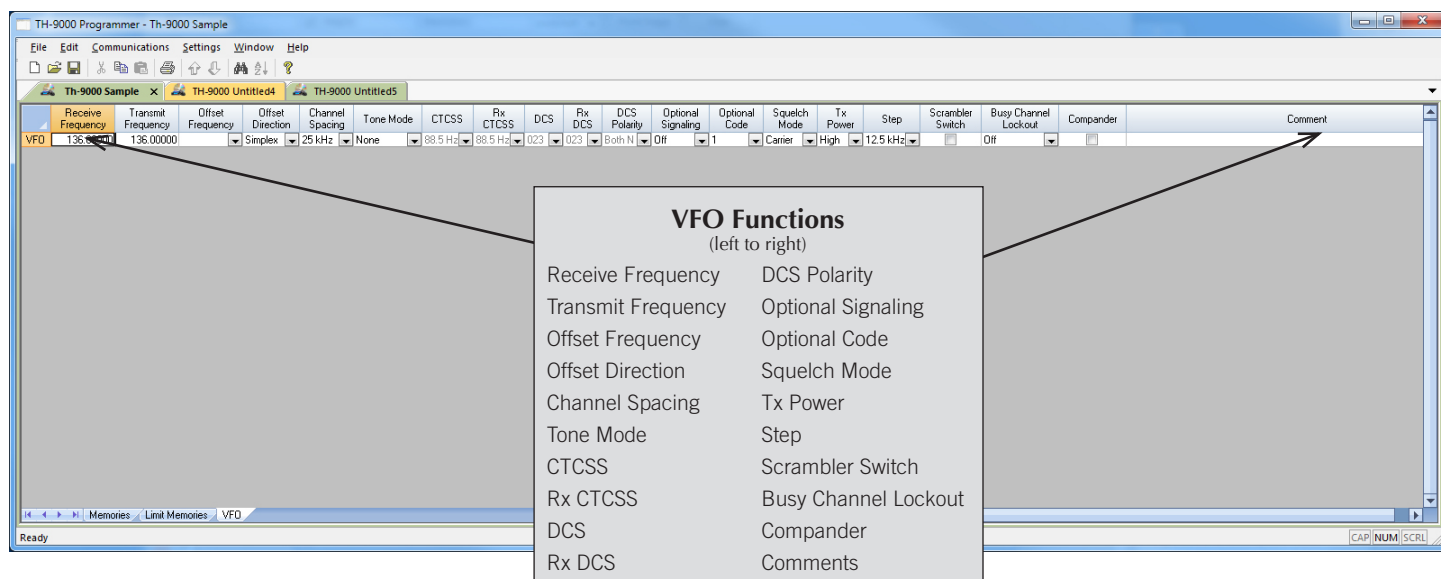 TH-9000 Programmer - Th-9000 Sample
File Edit Communications Settings Window Help
Th-9000 Sample x TH-9000 Untitled4 TH-9000 Untitled5
Receive Frequency Transmit Frequency Offset Frequency Offset Direction Channel Spacing Tone Mode CTCSS Rx CTCSS DCS Rx DCS DCS Polarity Optional Signaling Optional Code Squelch Mode Tx Power Step Scrambler Switch Busy Channel Lockout Compander Comment
VFO 136.00000 136.00000 Simplex 25 kHz None 88.5 Hz 88.5 Hz 023 023 Both N Off 1 Carrier High 12.5 kHz Off
VFO Functions
(left to right)
Receive Frequency DCS Polarity
Transmit Frequency Optional Signaling
Offset Frequency Optional Code
Offset Direction Squelch Mode
Channel Spacing Tx Power
Tone Mode Step
CTCSS Scrambler Switch
Rx CTCSS Busy Channel Lockout
DCS Compander
Rx DCS Comments
Memories Limit Memories VFO
Ready CAP NUM SCRL